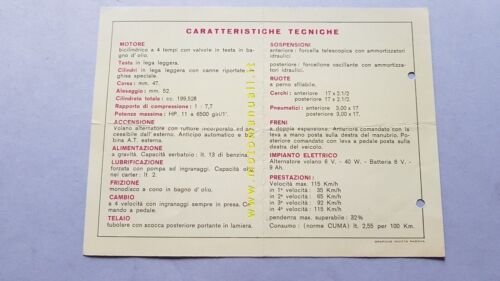 CARATTERISTICHE TECNICHE
MOTORE
bicilindrico a 4 tempi con valvole in testa in bagno d'olio.
Testa in lega leggera.
Cilindri in lega leggera con canne riportate in ghisa speciale.
Corsa : mm. 47.
Alesaggio : mm. 52.
Cilindrata totale : cc. 199,528
Rapporto di compressione : 1 : 7,7
Potenza massima : HP. 11 a 6500 giri/1'.
ACCENSIONE
Volano alternatore con ruttore incorporato ed accessibile dall'esterno. Anticipo automatico e bobina A.T. esterna.
ALIMENTAZIONE
a gravità. Capacità serbatoio : lt. 13 di benzina.
LUBRIFICAZIONE
forzata con pompa ad ingranaggi. Capacità olio nel carter : lt. 2.
FRIZIONE
monodisco a cono in bagno d'olio.
CAMBIO
a 4 velocità con ingranaggi sempre in presa. Comando a pedale.
TELAIO
tubolare con scocca posteriore portante in lamiera.
SOSPENSIONI
anteriore : forcella telescopica con ammortizzatori idraulici
posteriore : forcellone oscillante con ammortizzatori idraulici
RUOTE
a perno sfilabile.
Cerchi : anteriore 17 x 2.1/2
posteriore 17 x 2.1/2
Pneumatici : anteriore 3,00 x 17
posteriore 3,00 x 17.
FRENI
a doppia espansione. Anteriore comandato con la leva a mano posta sulla destra del manubrio. Posteriore comandato con leva a pedale posta sulla destra del veicolo.
IMPIANTO ELETTRICO
Alternatore volano 6 V. - 40 W. - Batteria 6 V. - 9 Ah.
PRESTAZIONI :
Velocità max. 115 Km/h
in 1ª velocità 35 Km/h
in 2ª velocità 65 Km/h
in 3ª velocità 92 Km/h
in 4ª velocità 115 Km/h
pendenza max. superabile : 32%
Consumo : (norme CUMA) lt. 2,55 per 100 Km.
www.motomanuali.it